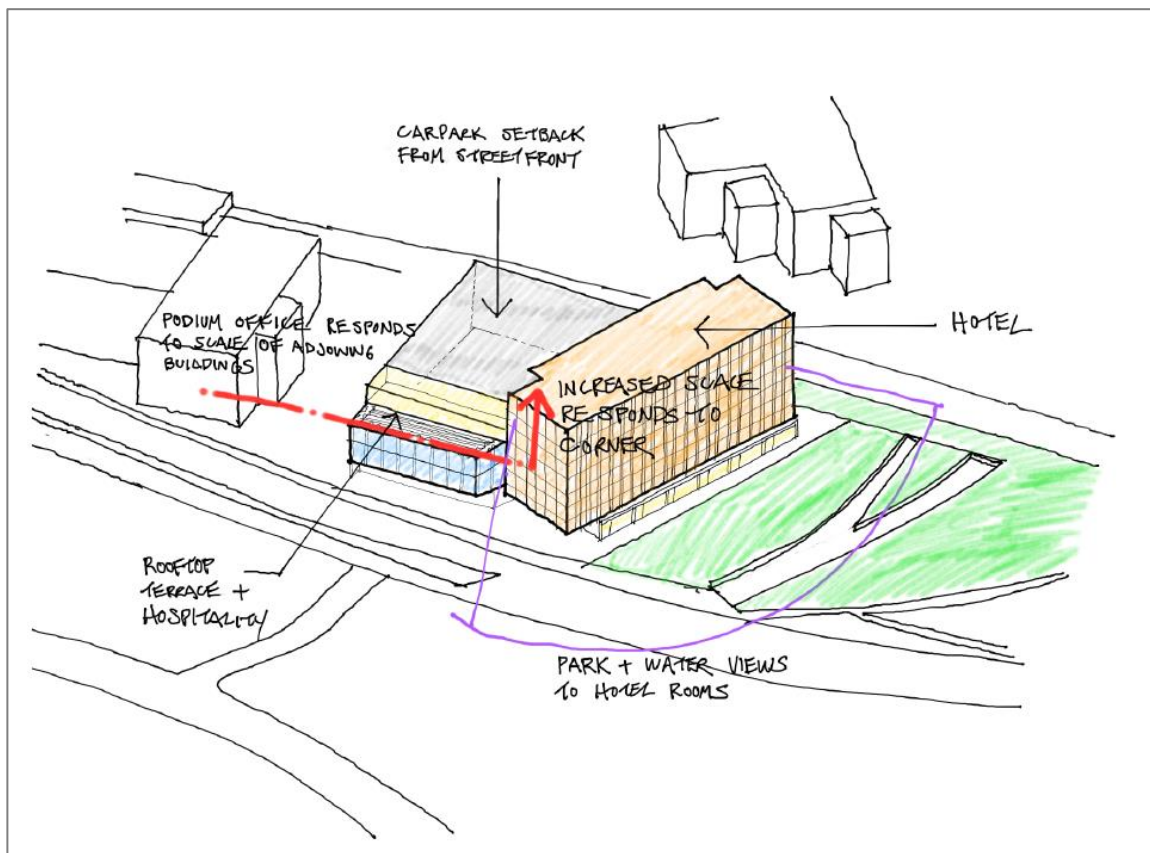 CARPARK SETBACK
FROM STREETFRONT
PODIUM OFFICE RESPONDS
TO SCALE OF ADJOINING
BUILDINGS
HOTEL
INCREASED SCALE
RESPONDS TO
CORNER
ROOFTOP
TERRACE +
HOSPITALITY
PARK + WATER VIEWS
TO HOTEL ROOMS